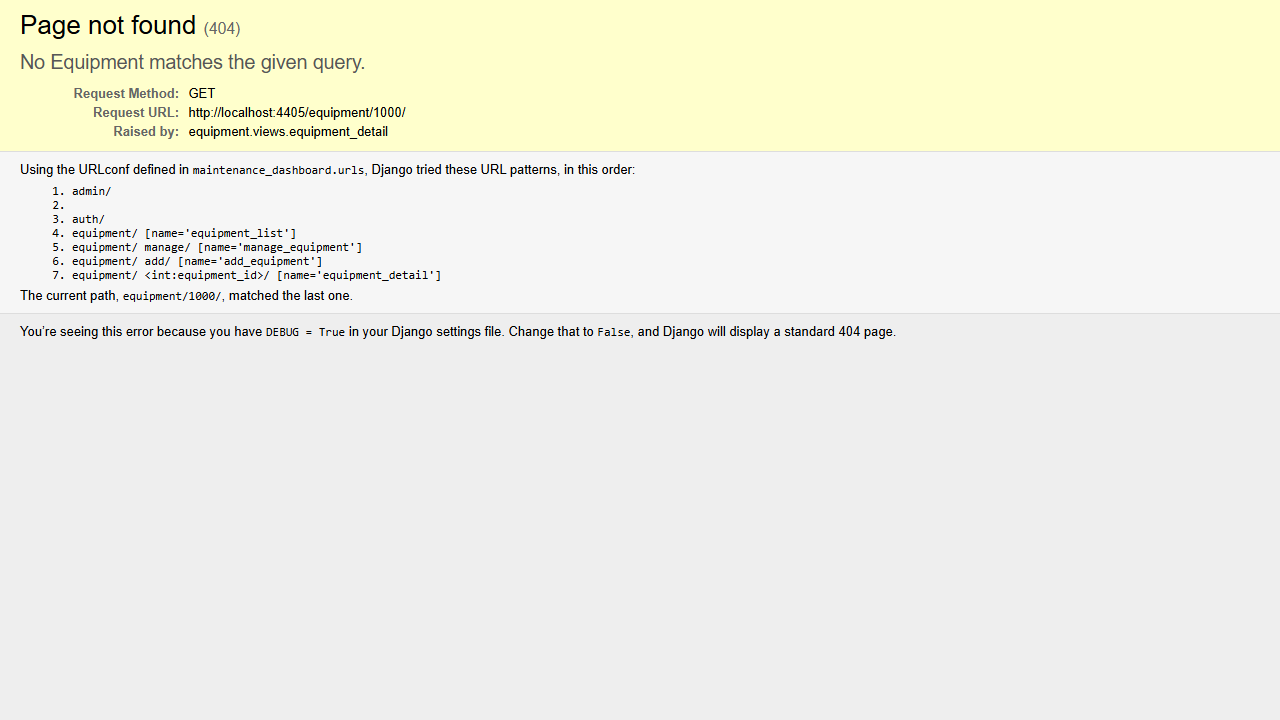 Page not found (404)
No Equipment matches the given query.
Request Method: GET
Request URL: http://localhost:4405/equipment/1000/
Raised by: equipment.views.equipment_detail
Using the URLconf defined in maintenance_dashboard.urls, Django tried these URL patterns, in this order:
1. admin/
2.
3. auth/
4. equipment/ [name='equipment_list']
5. equipment/ manage/ [name='manage_equipment']
6. equipment/ add/ [name='add_equipment']
7. equipment/ <int:equipment_id>/ [name='equipment_detail']
The current path, equipment/1000/, matched the last one.
You’re seeing this error because you have DEBUG = True in your Django settings file. Change that to False, and Django will display a standard 404 page.